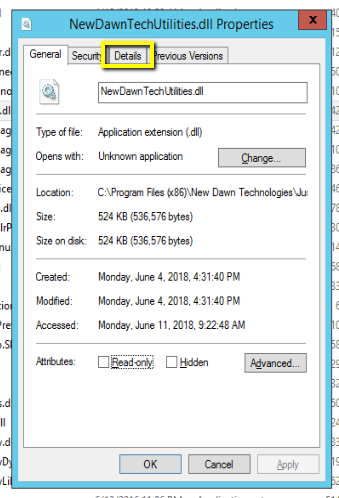 NewDawnTechUtilities.dll Properties x
General Security Details Previous Versions
NewDawnTechUtilities.dll
Type of file: Application extension (.dll)
Opens with: Unknown application Change...
Location: C:\Program Files (x86)\New Dawn Technologies\Jus
Size: 524 KB (536,576 bytes)
Size on disk: 524 KB (536,576 bytes)
Created: Monday, June 4, 2018, 4:31:40 PM
Modified: Monday, June 4, 2018, 4:31:40 PM
Accessed: Monday, June 11, 2018, 9:22:48 AM
Attributes: Read-only Hidden Advanced...
OK Cancel Apply